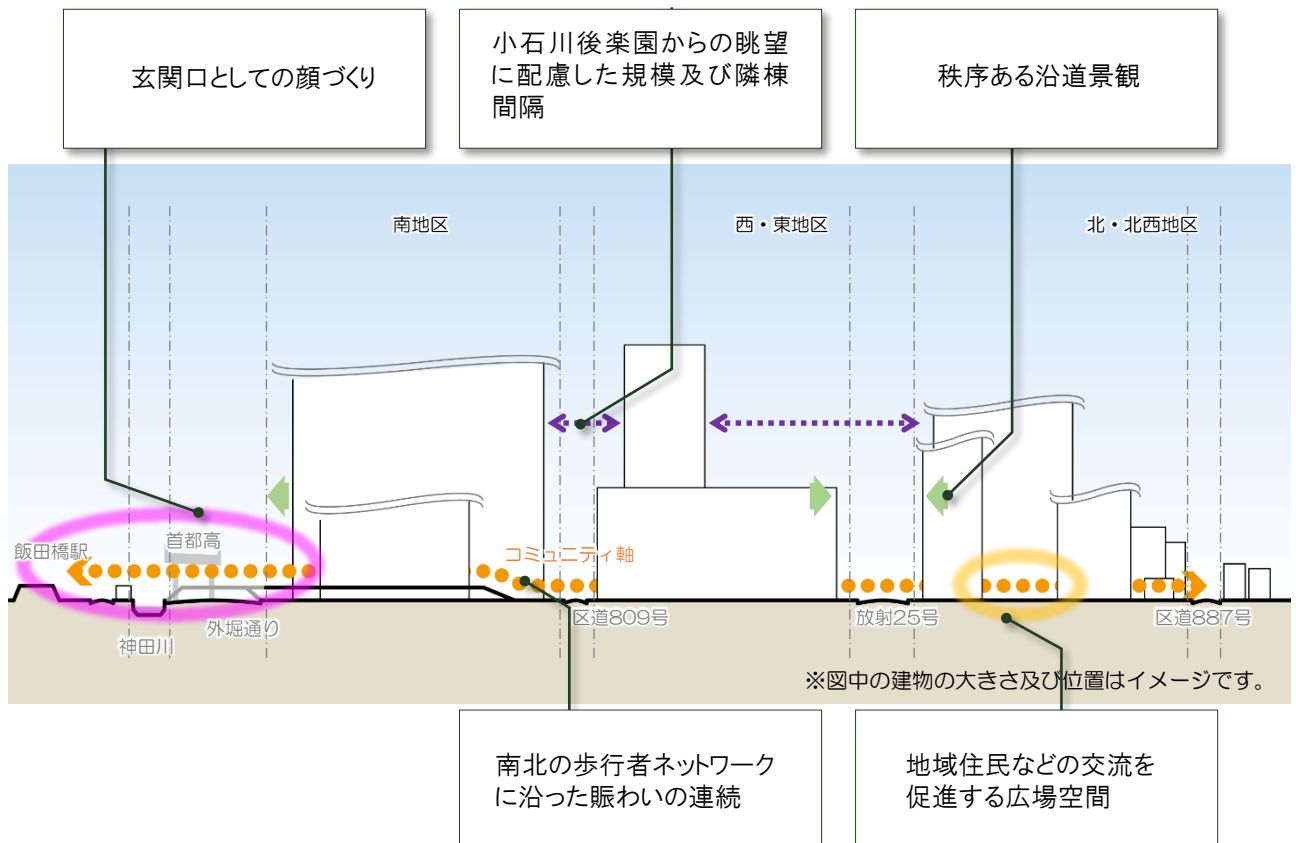 玄関口としての顔づくり
小石川後楽園からの眺望
に配慮した規模及び隣棟
間隔
秩序ある沿道景観
南地区
西・東地区
北・北西地区
飯田橋駅
首都高
コミュニティ軸
神田川
外堀通り
区道809号
放射25号
区道887号
※図中の建物の大きさ及び位置はイメージです。
南北の歩行者ネットワーク
に沿った賑わいの連続
地域住民などの交流を
促進する広場空間